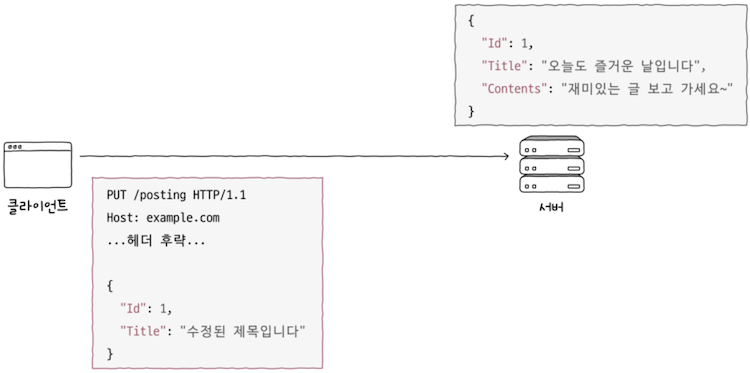 {
"Id": 1,
"Title": "오늘도 즐거운 날입니다",
"Contents": "재미있는 글 보고 가세요~"
}
클라이언트
서버
PUT /posting HTTP/1.1
Host: example.com
...헤더 후략...
{
"Id": 1,
"Title": "수정된 제목입니다"
}